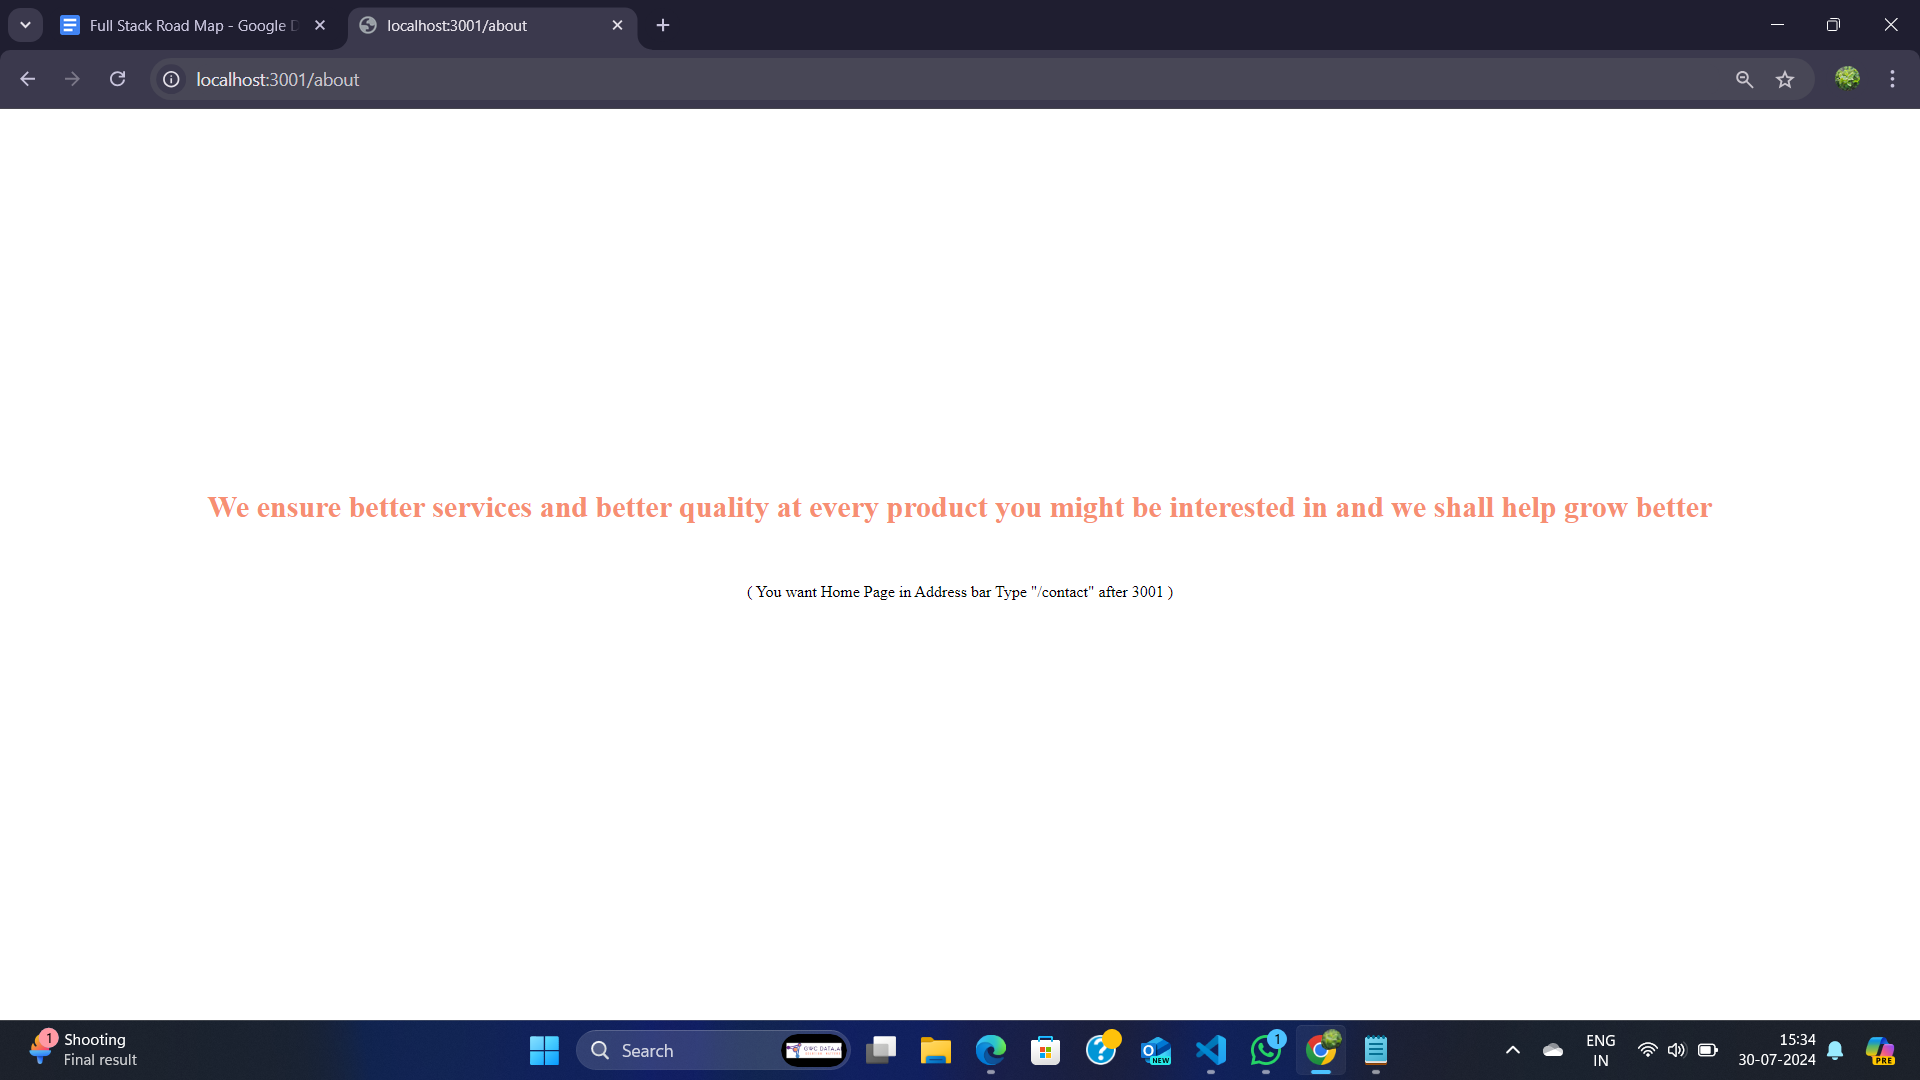 Full Stack Road Map - Google D
localhost:3001/about
localhost:3001/about
We ensure better services and better quality at every product you might be interested in and we shall help grow better
( You want Home Page in Address bar Type "/contact" after 3001 )
1
Shooting
Final result
Search
NEW
1
ENG
IN
15:34
30-07-2024
PRE